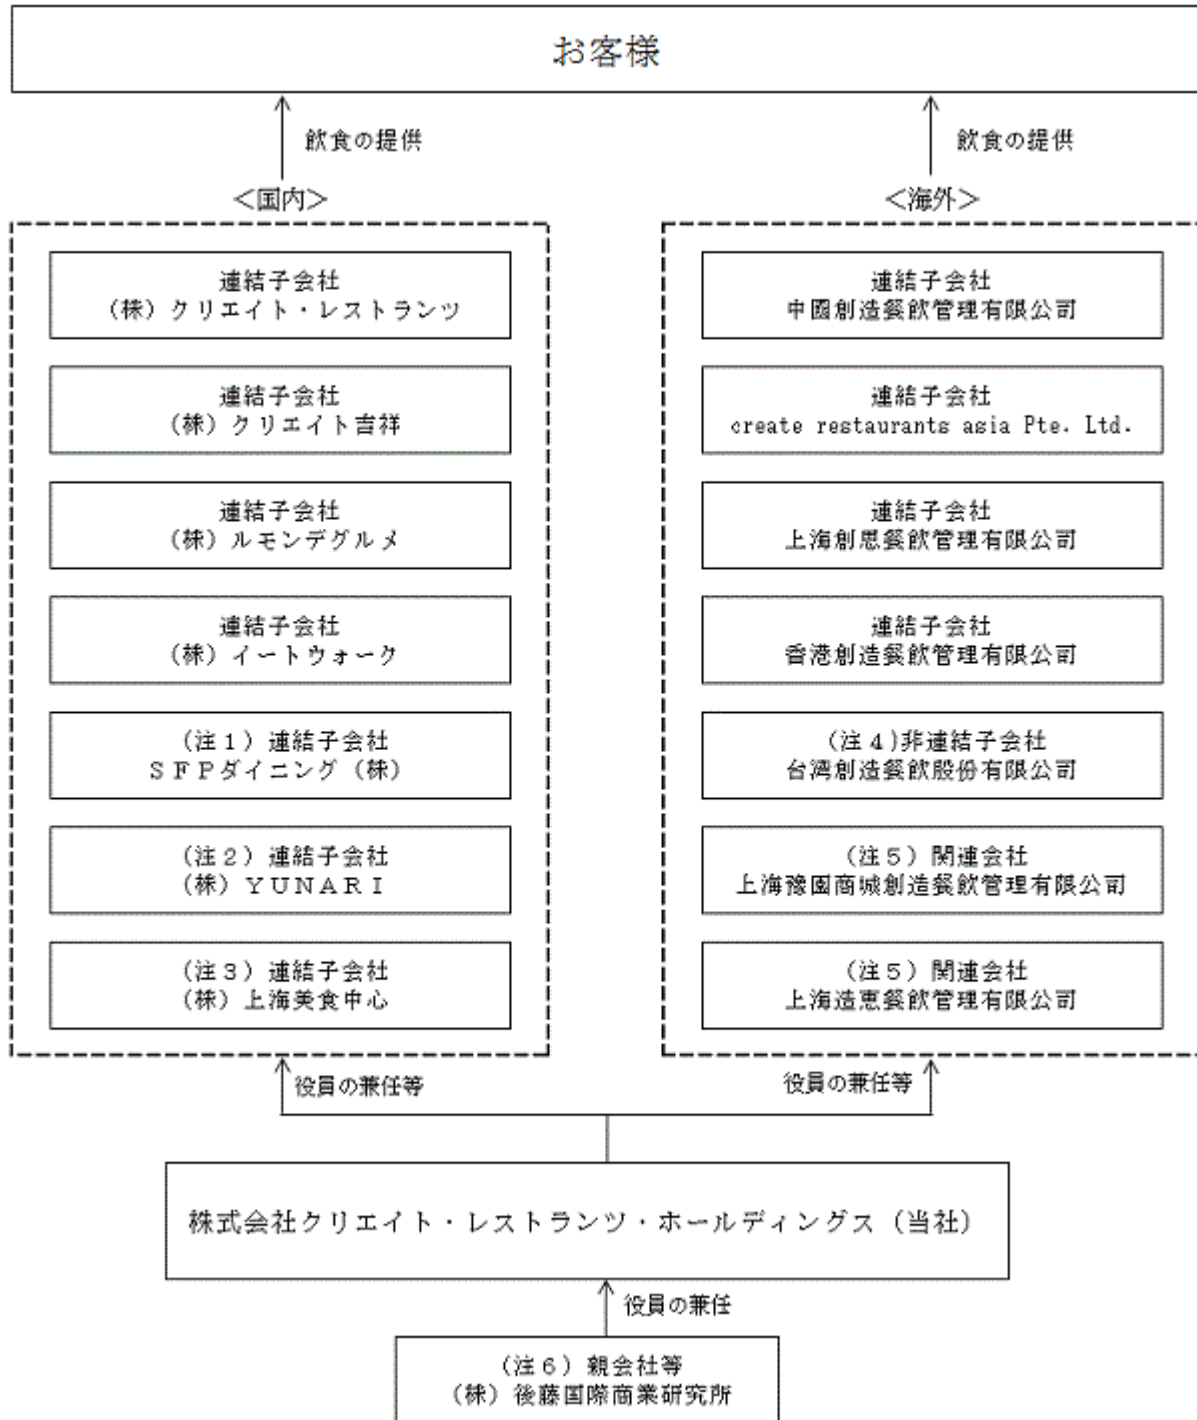 お客様
飲食の提供
飲食の提供
＜国内＞
＜海外＞
連結子会社
（株）クリエイト・レストランツ
連結子会社
（株）クリエイト吉祥
連結子会社
（株）ルモンデグルメ
連結子会社
（株）イートウォーク
（注１）連結子会社
ＳＦＰダイニング（株）
（注２）連結子会社
（株）ＹＵＮＡＲＩ
（注３）連結子会社
（株）上海美食中心
連結子会社
中國創造餐飲管理有限公司
連結子会社
create restaurants asia Pte. Ltd.
連結子会社
上海創思餐飲管理有限公司
連結子会社
香港創造餐飲管理有限公司
（注４)非連結子会社
台湾創造餐飲股份有限公司
（注５）関連会社
上海豫園商城創造餐飲管理有限公司
（注５）関連会社
上海造恵餐飲管理有限公司
役員の兼任等
役員の兼任等
株式会社クリエイト・レストランツ・ホールディングス（当社）
役員の兼任
（注６）親会社等
（株）後藤国際商業研究所